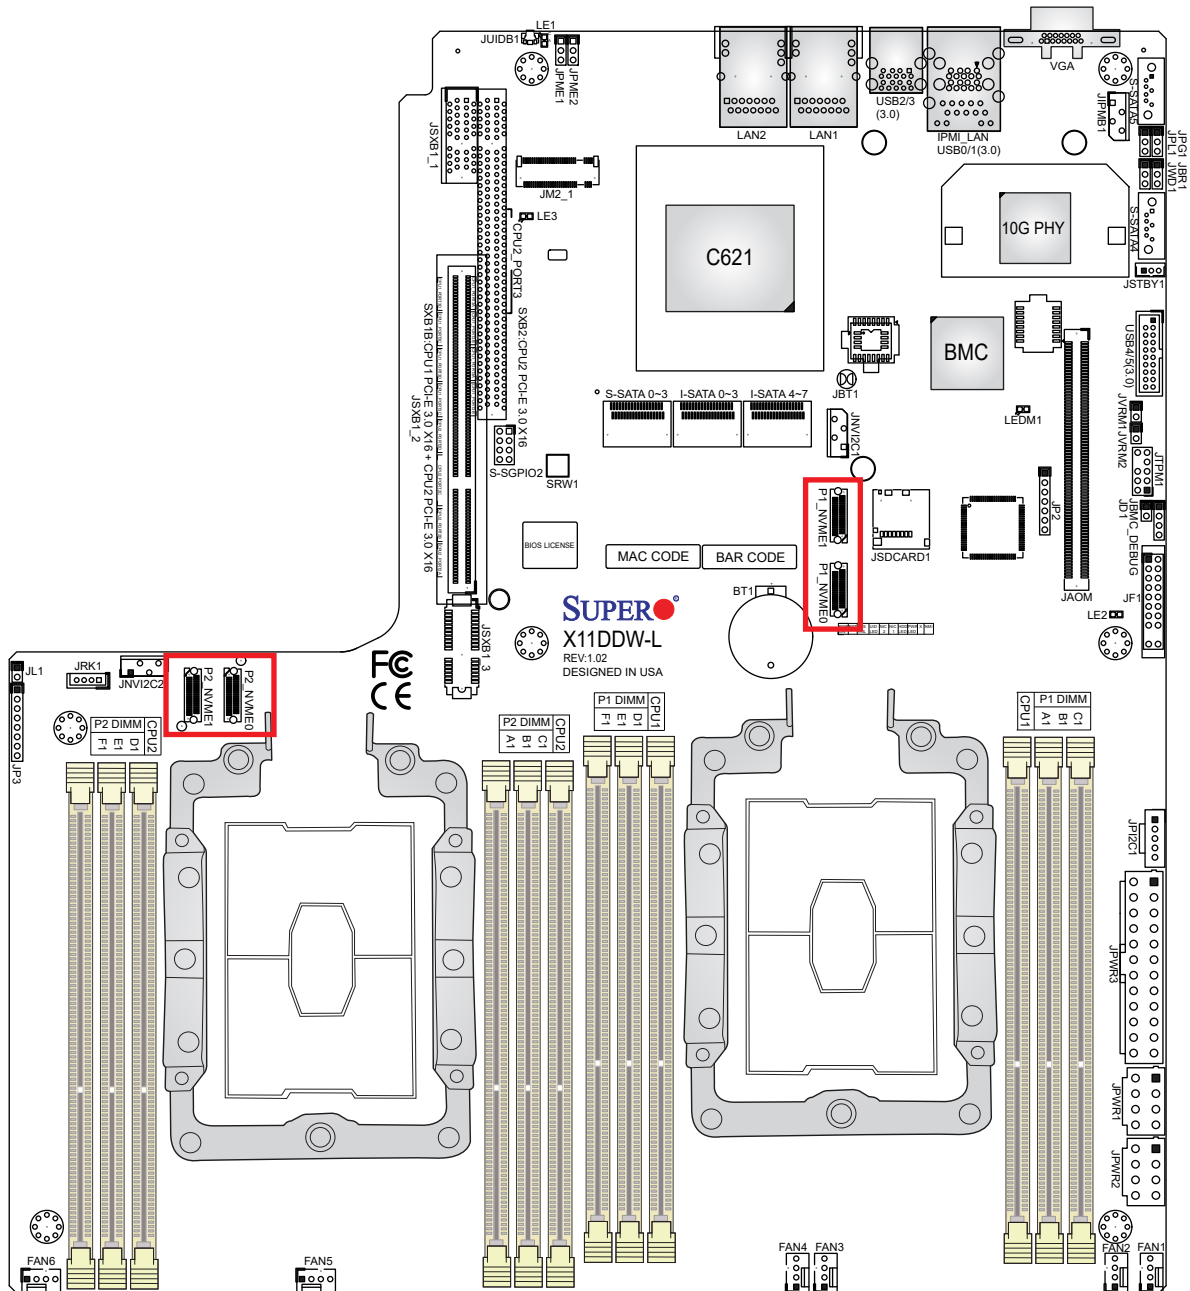 LE1
JUIDB1
JPME2
JPME1
LAN2
LAN1
USB2/3
(3.0)
IPMI_LAN
USB0/1(3.0)
VGA
JIPMB1
S-SATA5
JPG1
JPL1
JBR1
JWD1
S-SATA4
JSTBY1
10G PHY
JSXB1_1
JM2_1
LE3
CPU2_PORT3
C621
BMC
SXB2:CPU2 PCI-E 3.0 X16
JSXB1_2
SXB1B:CPU1 PCI-E 3.0 X16 + CPU2 PCI-E 3.0 X16
USB4/5(3.0)
JBT1
S-SATA 0~3
I-SATA 0~3
I-SATA 4~7
JNVI2C1
LEDM1
JVRM1
JVRM2
JTPM1
S-SGPIO2
SRW1
P1_NVME1
P1_NVME0
JSDCARD1
JP2
JD1
JBMC_DEBUG
BIOS LICENSE
MAC CODE
BAR CODE
BT1
JAOM
JF1
LE2
SUPER
X11DDW-L
REV:1.02
DESIGNED IN USA
JSXB1_3
FC
CE
JL1
JRK1
JNVI2C2
P2_NVME1
P2_NVME0
JP3
P2 DIMM
CPU2
F1
E1
D1
P2 DIMM
CPU2
A1
B1
C1
P1 DIMM
CPU1
F1
E1
D1
CPU1
P1 DIMM
A1
B1
C1
JPI2C1
JPWR3
JPWR1
JPWR2
FAN6
FAN5
FAN4
FAN3
FAN2
FAN1